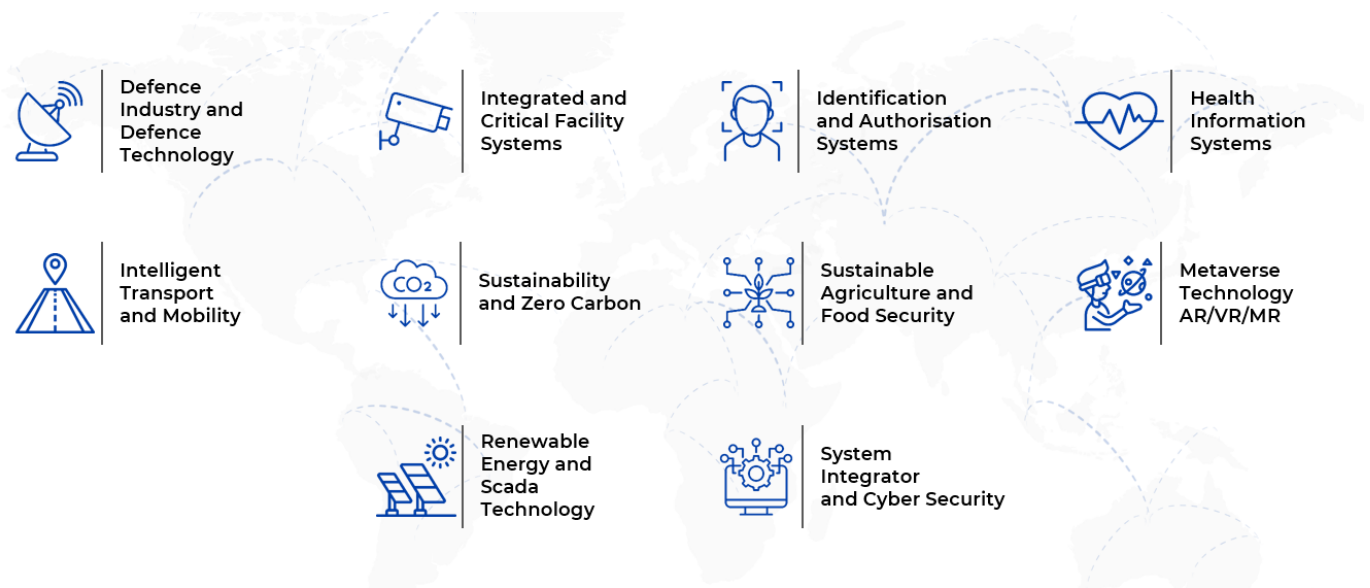 Defence
Industry and
Defence
Technology
Integrated and
Critical Facility
Systems
Identification
and Authorisation
Systems
Health
Information
Systems
Intelligent
Transport
and Mobility
CO2
Sustainability
and Zero Carbon
Sustainable
Agriculture and
Food Security
Metaverse
Technology
AR/VR/MR
Renewable
Energy and
Scada
Technology
System
Integrator
and Cyber Security